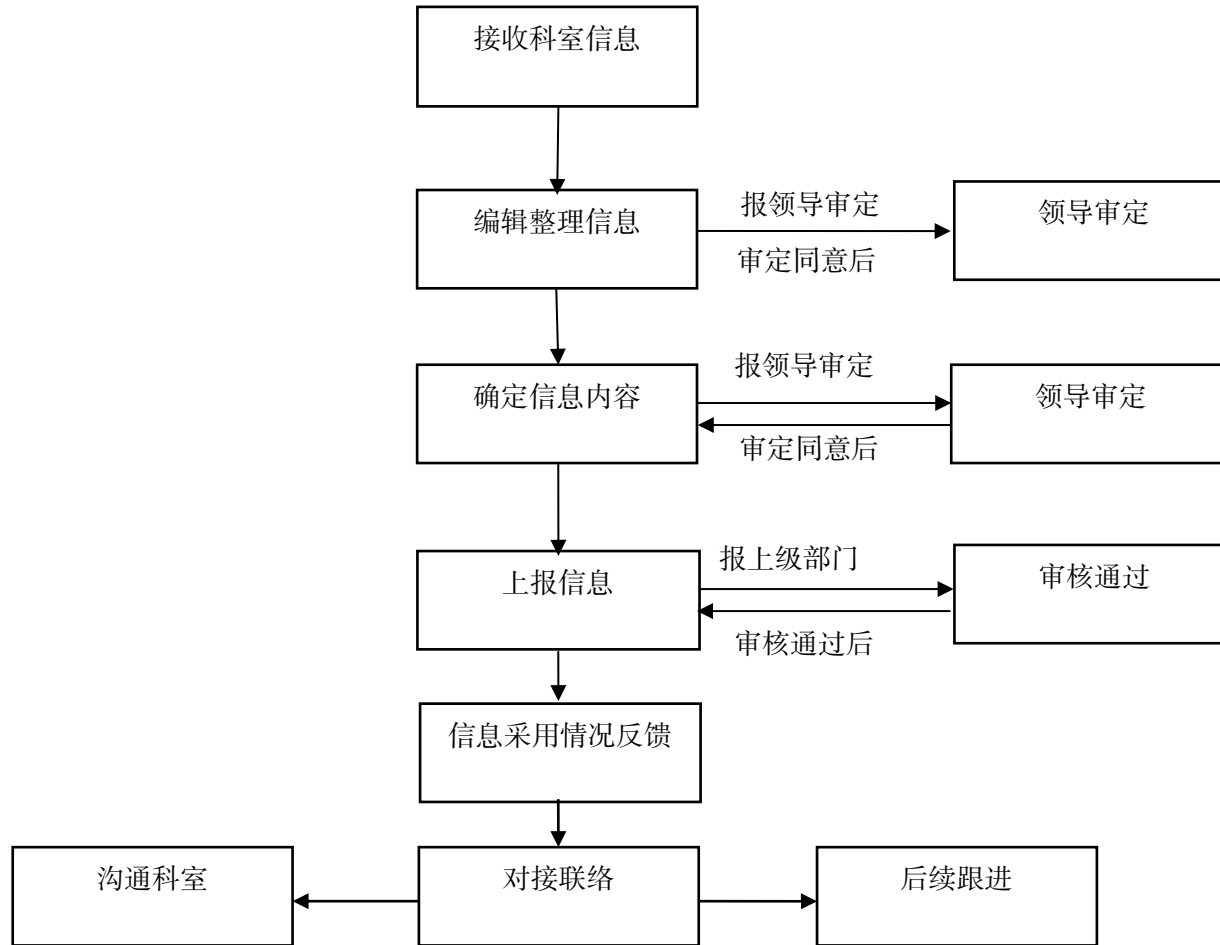 接收科室信息
编辑整理信息
报领导审定
审定同意后
领导审定
确定信息内容
报领导审定
审定同意后
领导审定
上报信息
报上级部门
审核通过后
审核通过
信息采用情况反馈
沟通科室
对接联络
后续跟进